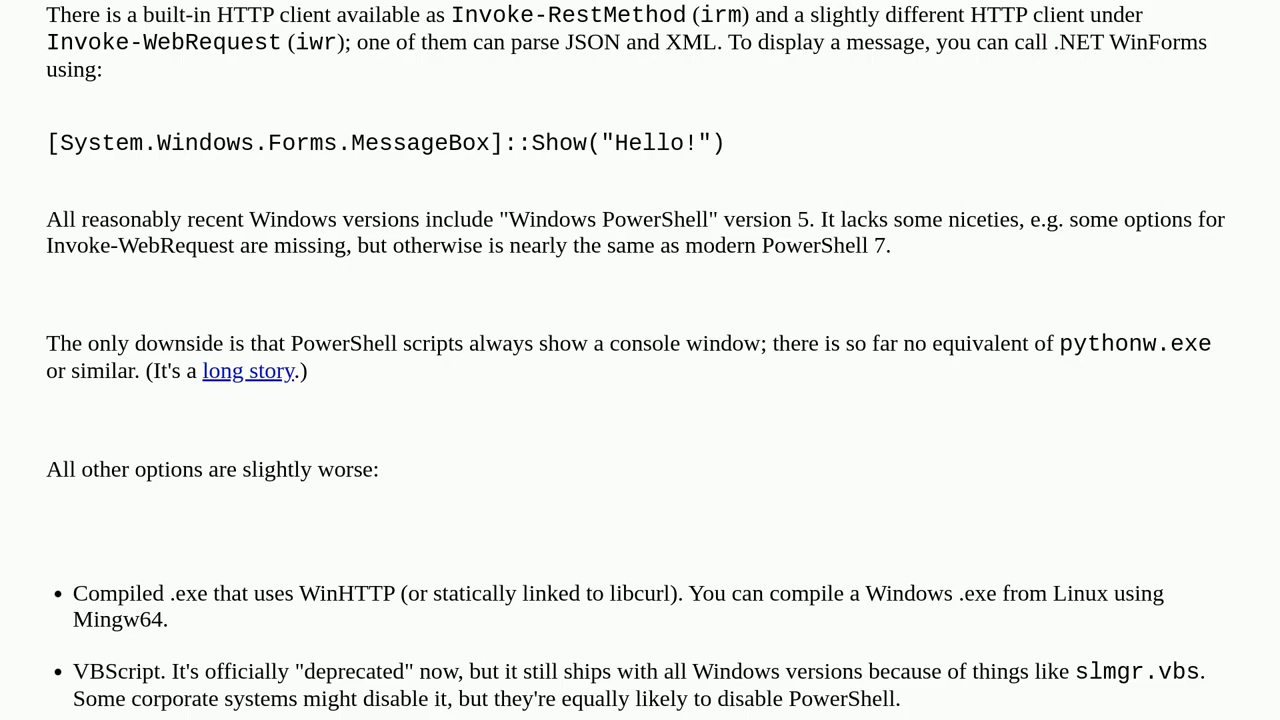 There is a built-in HTTP client available as Invoke-RestMethod (irm) and a slightly different HTTP client under
Invoke-WebRequest (iwr); one of them can parse JSON and XML. To display a message, you can call .NET WinForms
using:
[System.Windows.Forms.MessageBox]::Show("Hello!")
All reasonably recent Windows versions include "Windows PowerShell" version 5. It lacks some niceties, e.g. some options for
Invoke-WebRequest are missing, but otherwise is nearly the same as modern PowerShell 7.
The only downside is that PowerShell scripts always show a console window; there is so far no equivalent of pythonw.exe
or similar. (It's a long story.)
All other options are slightly worse:
• Compiled .exe that uses WinHTTP (or statically linked to libcurl). You can compile a Windows .exe from Linux using
Mingw64.
• VBScript. It's officially "deprecated" now, but it still ships with all Windows versions because of things like slmgr.vbs.
Some corporate systems might disable it, but they're equally likely to disable PowerShell.